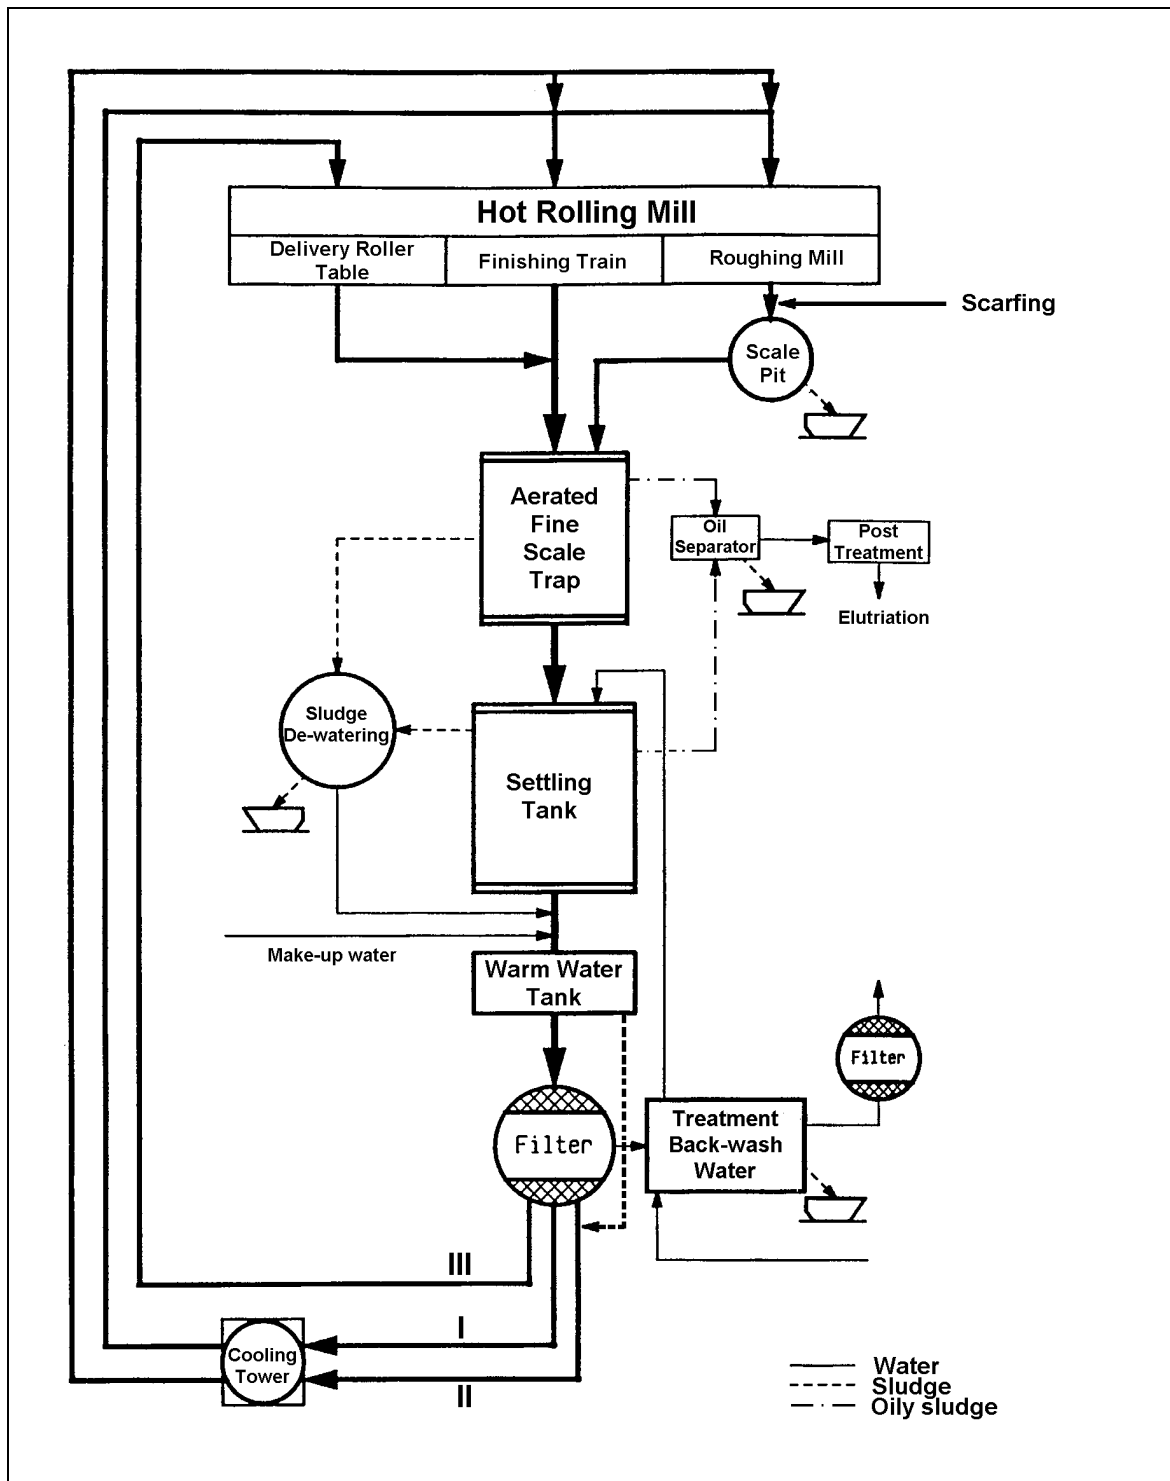 Hot Rolling Mill
Delivery Roller
Table
Finishing Train
Roughing Mill
Scarfing
Scale
Pit
Aerated
Fine
Scale
Trap
Oil
Separator
Post
Treatment
Elutriation
Sludge
De-watering
Settling
Tank
Make-up water
Warm Water
Tank
Filter
Filter
Treatment
Back-wash
Water
III
I
Cooling
Tower
II
Water
Sludge
Oily sludge